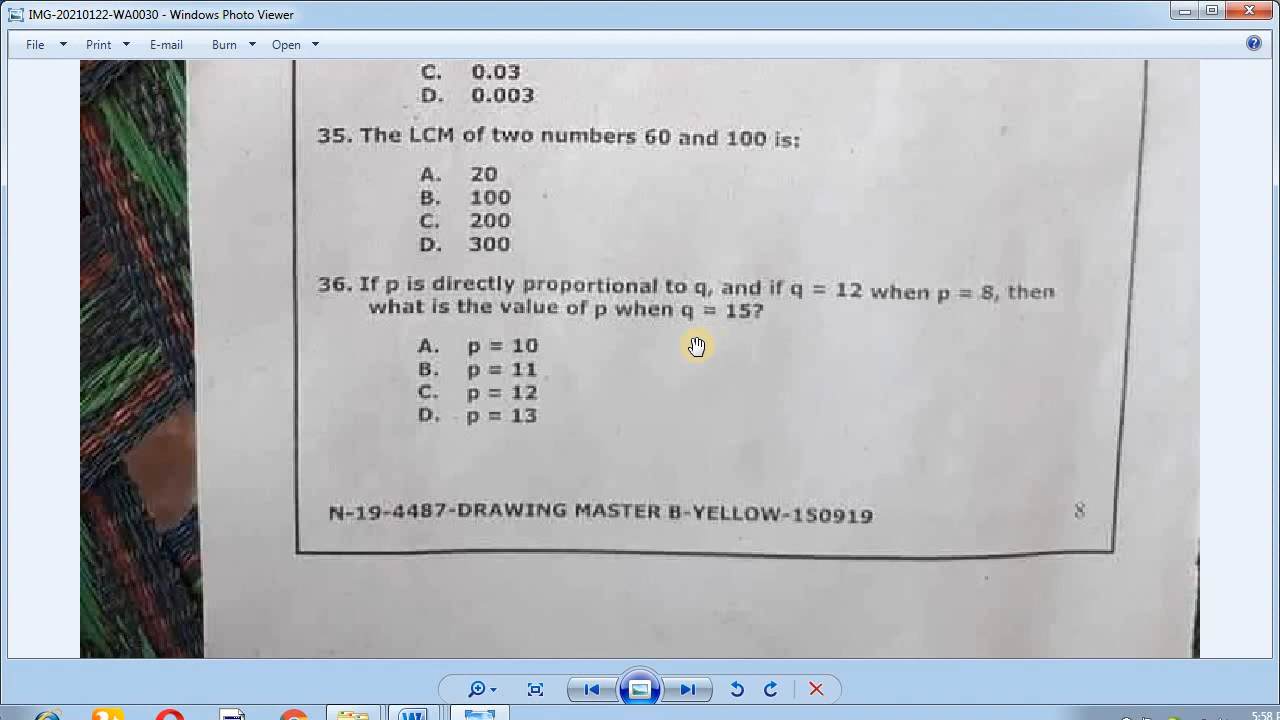 IMG-20210122-WA0030 - Windows Photo Viewer
File Print E-mail Burn Open
C. 0.03
D. 0.003
35. The LCM of two numbers 60 and 100 is:
A. 20
B. 100
C. 200
D. 300
36. If p is directly proportional to q, and if q = 12 when p = 8, then
what is the value of p when q = 15?
A. p = 10
B. p = 11
C. p = 12
D. p = 13
N-19-4487-DRAWING MASTER B-YELLOW-150919 8